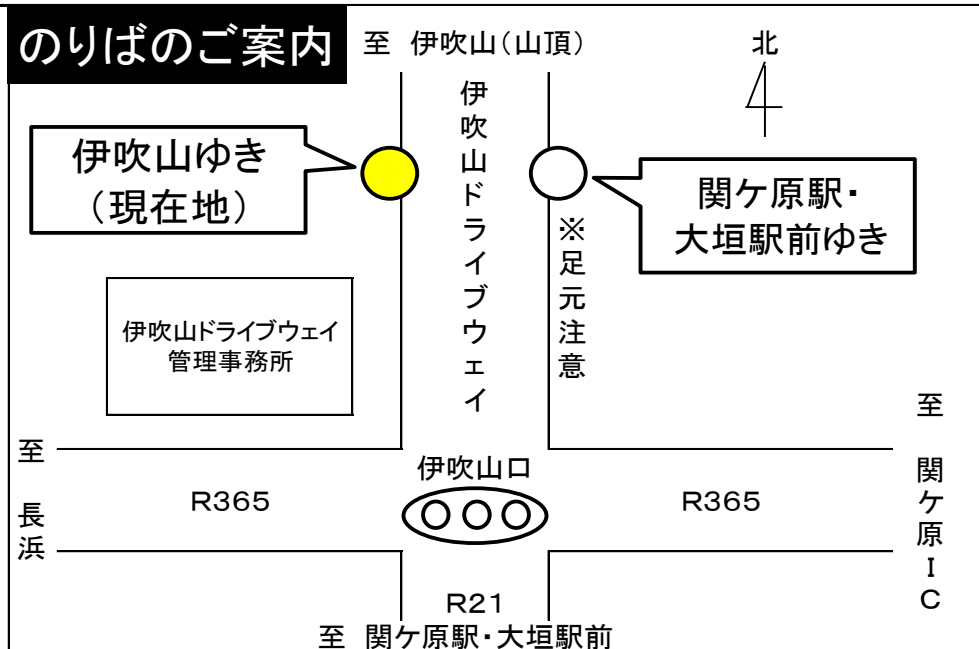 のりばのご案内
至 伊吹山(山頂)
北
伊吹山ドライブウェイ
伊吹山ゆき
(現在地)
関ケ原駅・
大垣駅前ゆき
※足元注意
伊吹山ドライブウェイ
管理事務所
至 長浜
R365
伊吹山口
R365
至 関ケ原IC
R21
至 関ケ原駅・大垣駅前